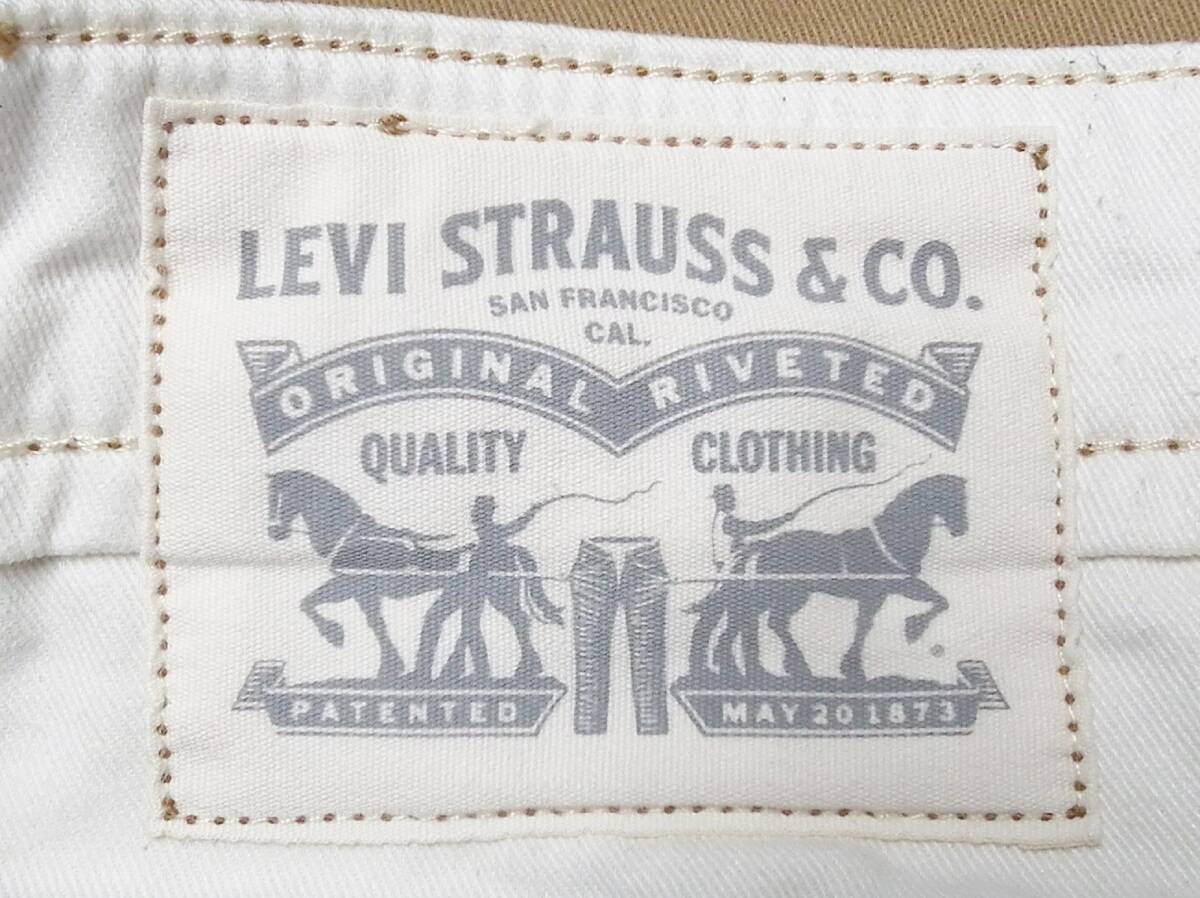 LEVI STRAUSS & CO.
SAN FRANCISCO
CAL.
ORIGINAL RIVETED
QUALITY CLOTHING
PATENTED MAY 20 1873